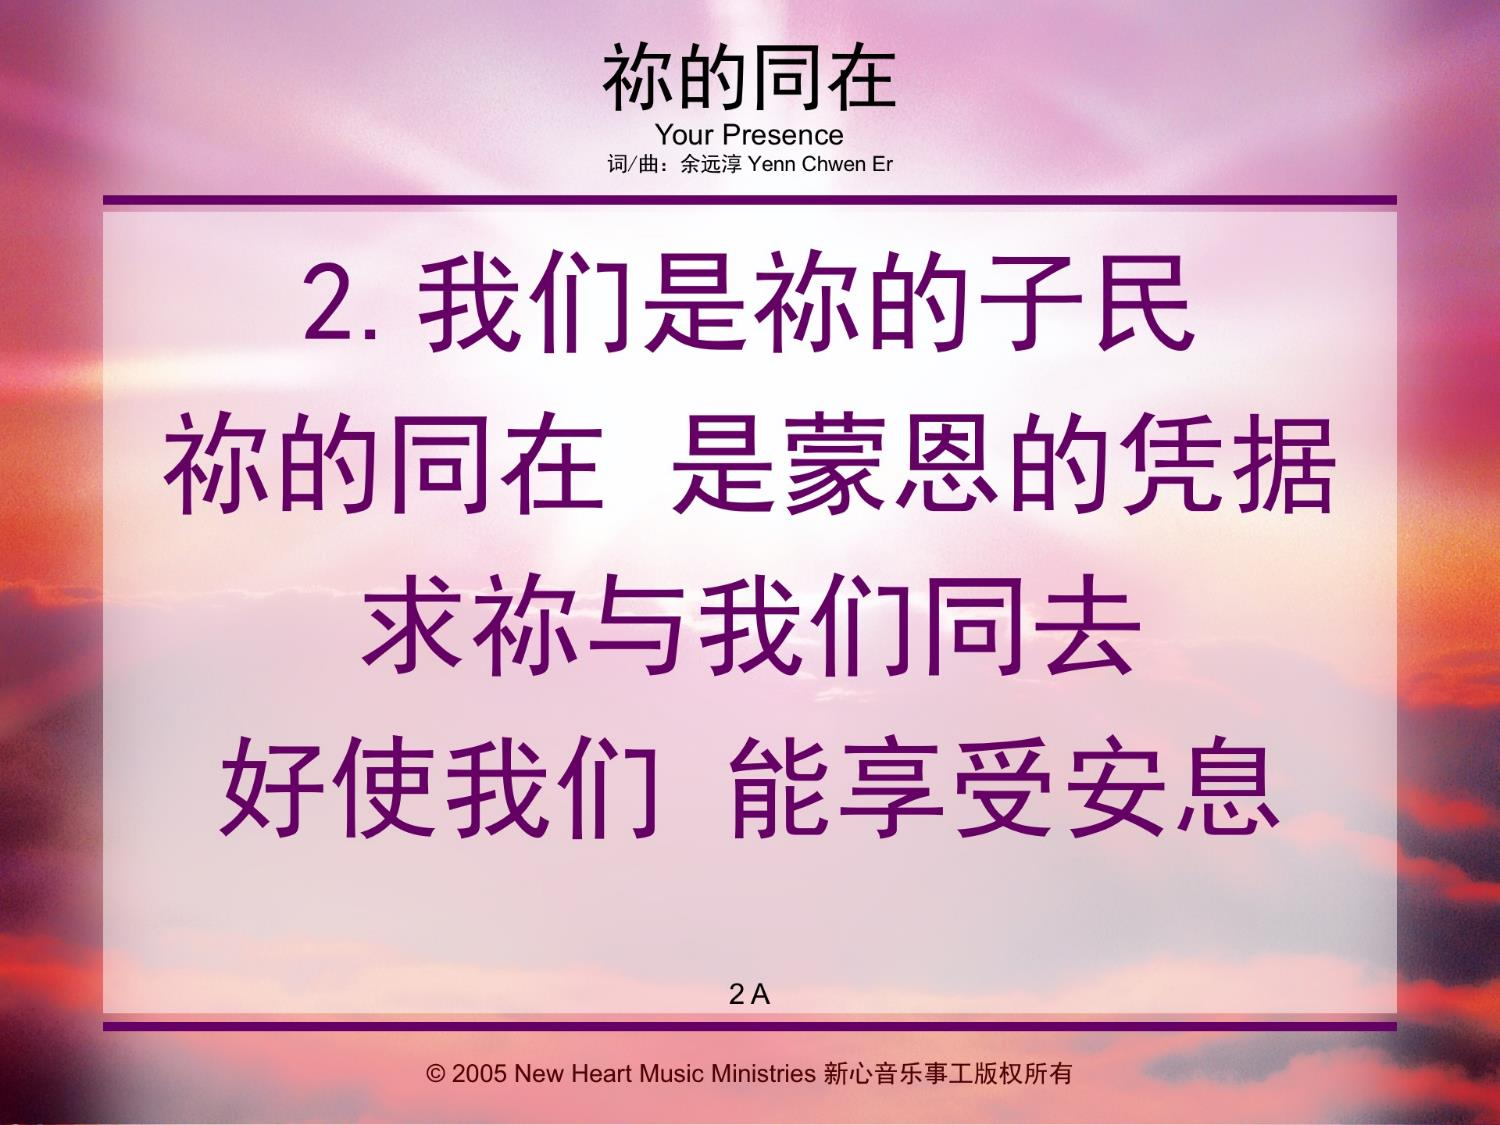 祢的同在
Your Presence
词/曲：余远淳 Yenn Chwen Er
2.我们是祢的子民
祢的同在 是蒙恩的凭据
求祢与我们同去
好使我们 能享受安息
2 A
© 2005 New Heart Music Ministries 新心音乐事工版权所有